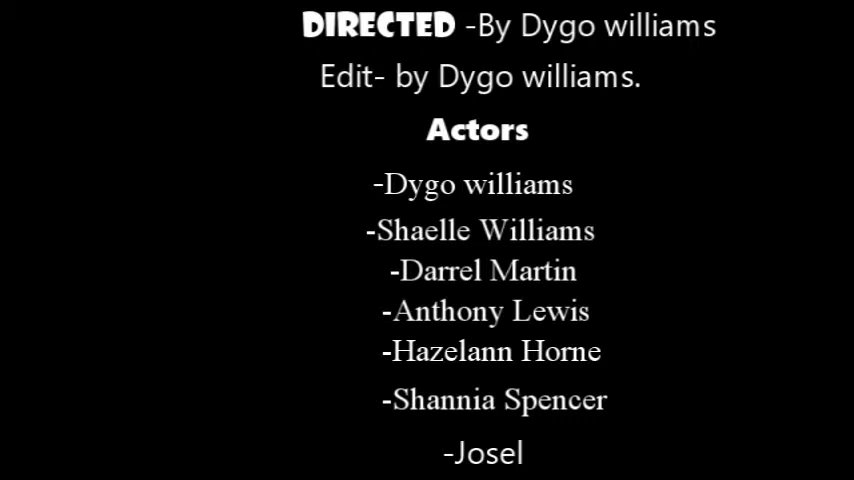 DIRECTED -By Dygo williams
Edit- by Dygo williams.
Actors
-Dygo williams
-Shaelle Williams
-Darrel Martin
-Anthony Lewis
-Hazelann Horne
-Shannia Spencer
-Josel